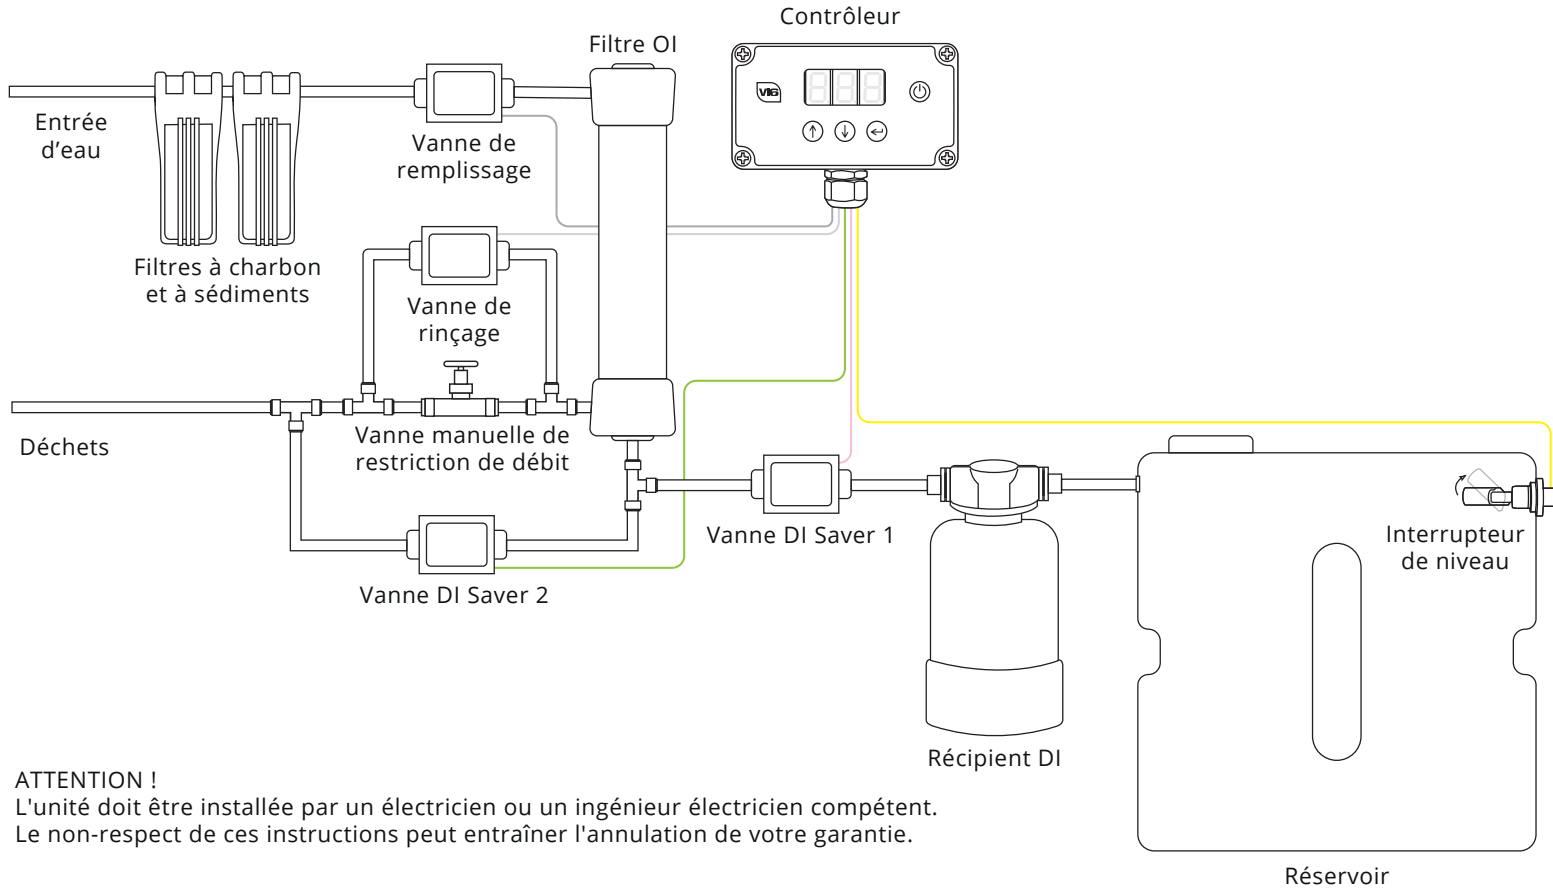 Contrôleur
Filtre OI
V16
888
Entrée
d’eau
Vanne de
remplissage
Filtres à charbon
et à sédiments
Vanne de
rinçage
Déchets
Vanne manuelle de
restriction de débit
Vanne DI Saver 1
Interrupteur
de niveau
Vanne DI Saver 2
Récipient DI
ATTENTION !
L'unité doit être installée par un électricien ou un ingénieur électricien compétent.
Le non-respect de ces instructions peut entraîner l'annulation de votre garantie.
Réservoir